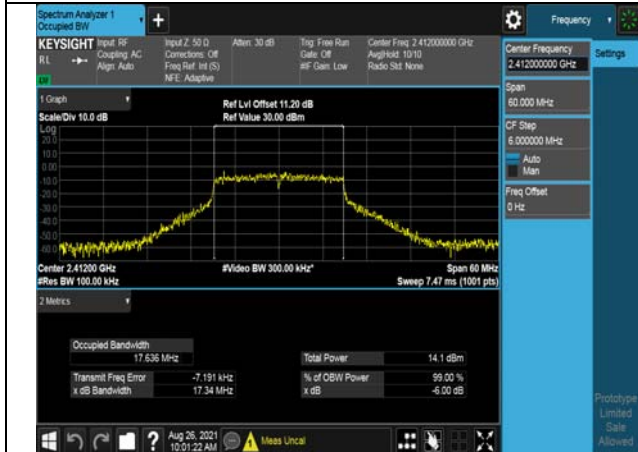 Spectrum Analyzer 1
Occupied BW
Frequency
KEYSIGHT
RL
Input: RF
Coupling: AC
Align: Auto
Input Z: 50 Ω
Corrections: Off
Freq Ref: Int (S)
NFE: Adaptive
Atten: 30 dB
Trig: Free Run
Gate: Off
#IF Gain: Low
Center Freq: 2.412000000 GHz
Avg|Hold: 10/10
Radio Std: None
Center Frequency
2.412000000 GHz
Settings
Span
60.000 MHz
CF Step
6.000000 MHz
Auto
Man
Freq Offset
0 Hz
1 Graph
Scale/Div 10.0 dB
Ref Lvl Offset 11.20 dB
Ref Value 30.00 dBm
Log
20.0
10.0
0.00
-10.0
-20.0
-30.0
-40.0
-50.0
-60.0
Center 2.41200 GHz
#Video BW 300.00 kHz*
Span 60 MHz
#Res BW 100.00 kHz
Sweep 7.47 ms (1001 pts)
2 Metrics
Occupied Bandwidth
17.636 MHz
Total Power
14.1 dBm
Transmit Freq Error
-7.191 kHz
% of OBW Power
99.00 %
x dB Bandwidth
17.34 MHz
x dB
-6.00 dB
Prototype
Limited
Sale
Allowed
?
Aug 26, 2021
10:01:22 AM
Meas Uncal